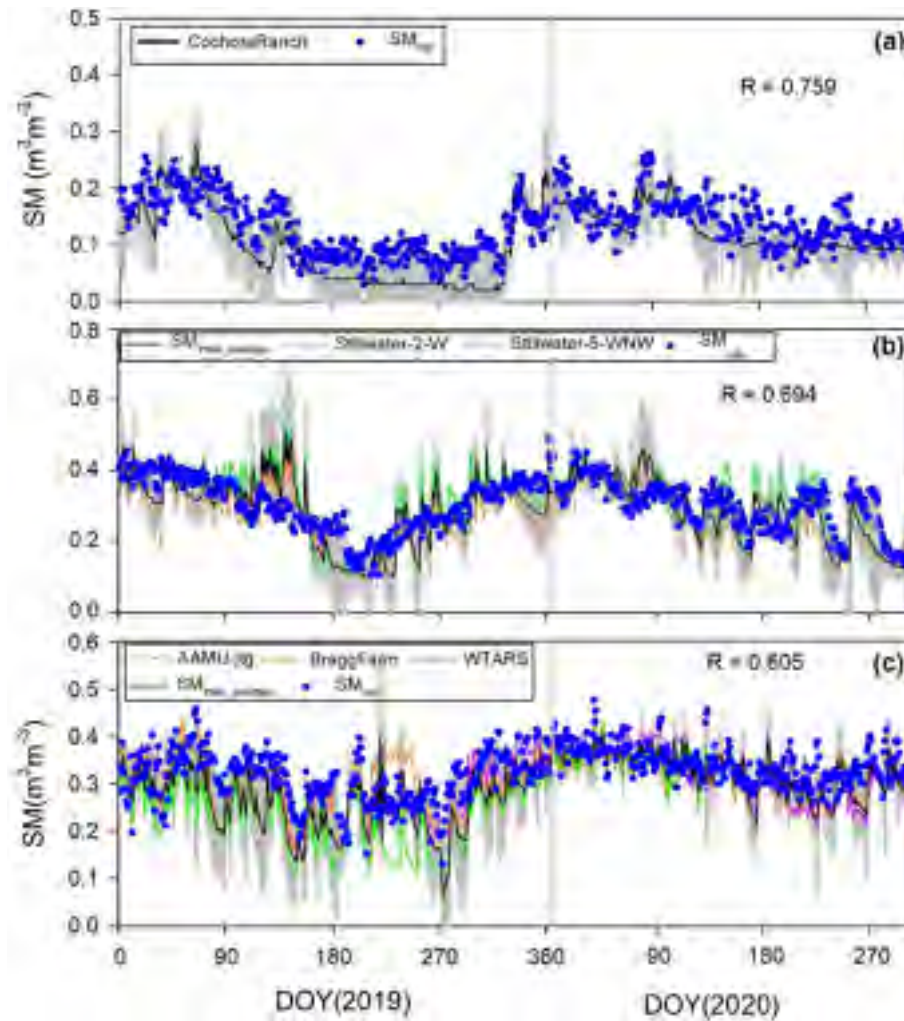 0.5
(a)
CochoraRanch SM
R = 0.759
0.4
0.3
0.2
0.1
0.0
SM (m³m⁻³)
0.8
Stillwater-2-W Stillwater-5-WNW SM
(b)
R = 0.694
0.6
0.4
0.2
0.0
0.6
AAMU-jtg BraggFarm WTARS
SM SM
R = 0.605
(c)
0.5
0.4
0.3
0.2
0.1
0.0
SM(m³m⁻³)
0 90 180 270 360 90 180 270
DOY(2019) DOY(2020)